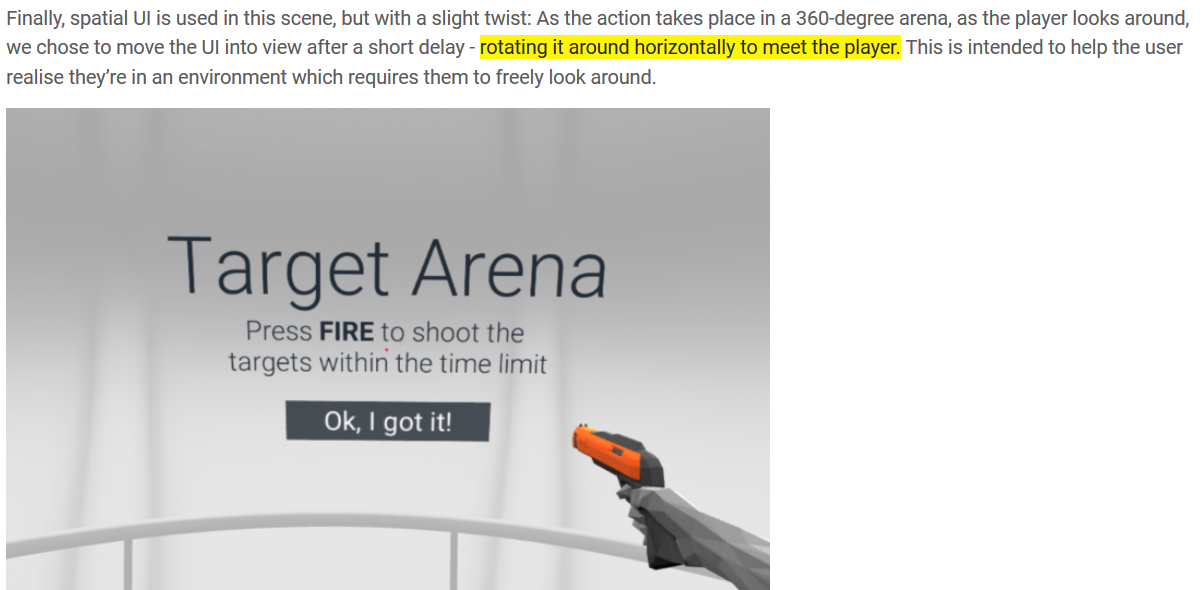 Finally, spatial UI is used in this scene, but with a slight twist: As the action takes place in a 360-degree arena, as the player looks around,
we chose to move the UI into view after a short delay - rotating it around horizontally to meet the player. This is intended to help the user
realise they’re in an environment which requires them to freely look around.
Target Arena
Press FIRE to shoot the
targets within the time limit
Ok, I got it!